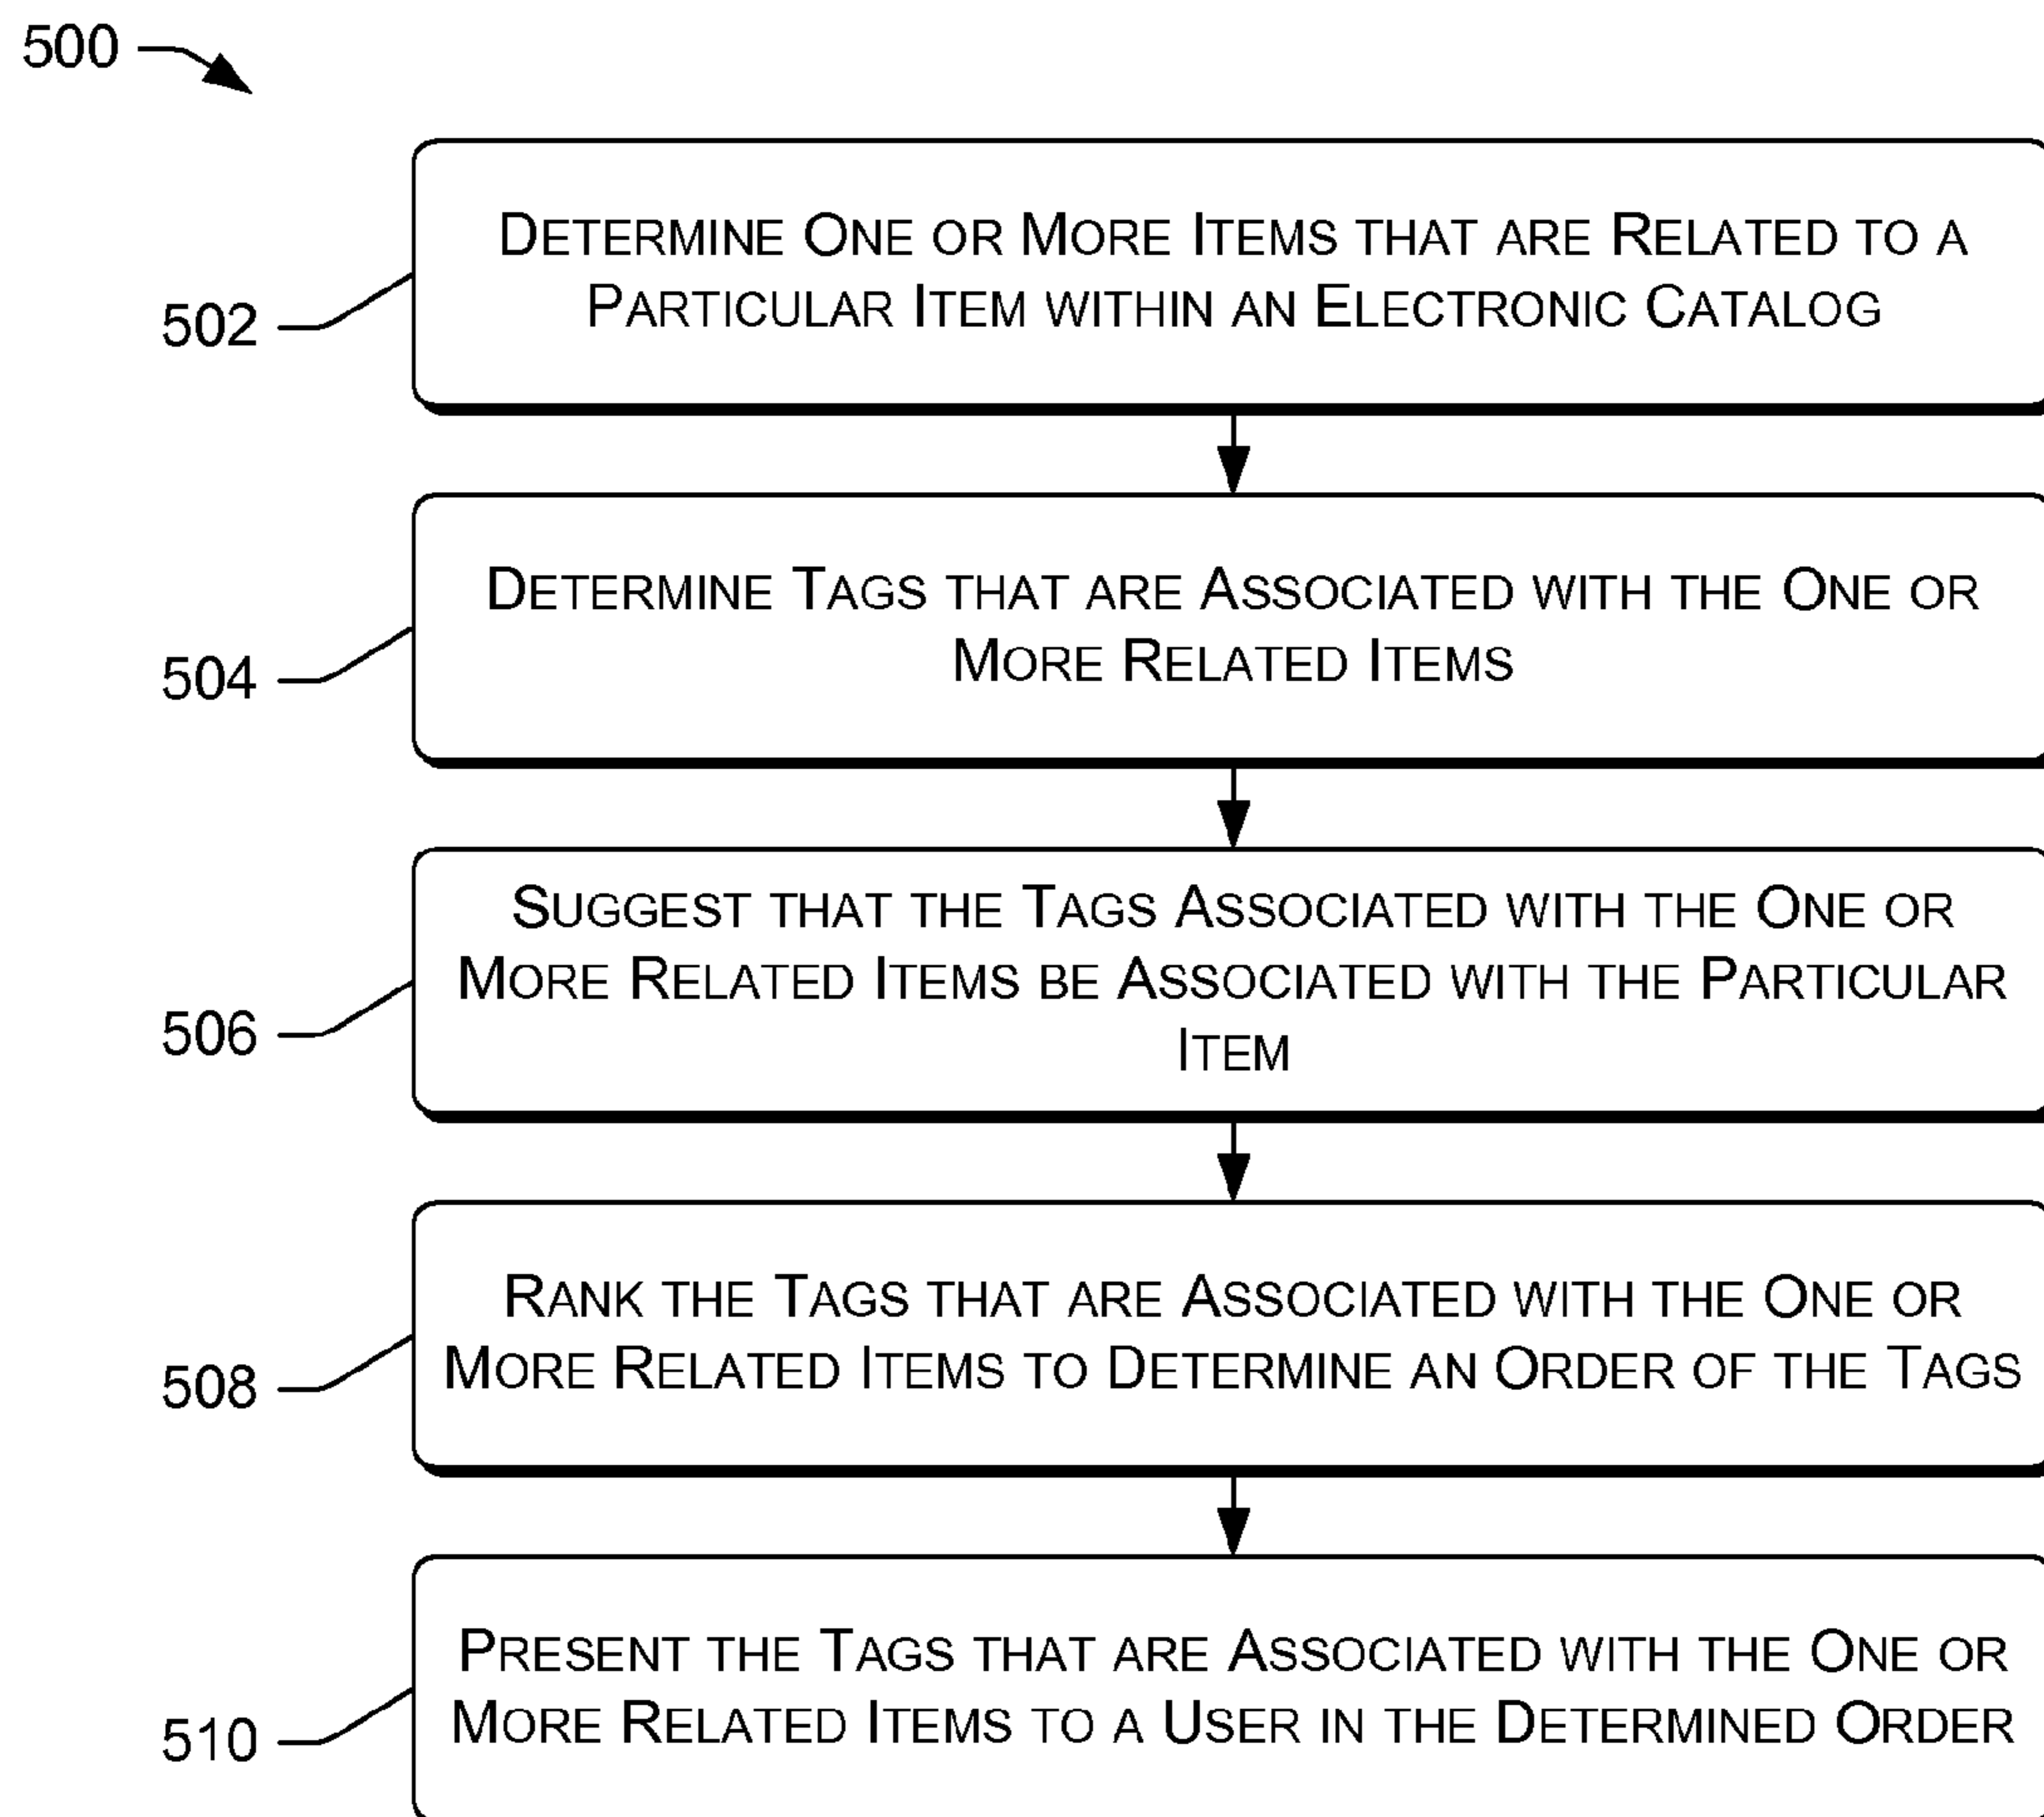 500
DETERMINE ONE OR MORE ITEMS THAT ARE RELATED TO A
PARTICULAR ITEM WITHIN AN ELECTRONIC CATALOG
502
DETERMINE TAGS THAT ARE ASSOCIATED WITH THE ONE OR
MORE RELATED ITEMS
504
SUGGEST THAT THE TAGS ASSOCIATED WITH THE ONE OR
MORE RELATED ITEMS BE ASSOCIATED WITH THE PARTICULAR
ITEM
506
RANK THE TAGS THAT ARE ASSOCIATED WITH THE ONE OR
MORE RELATED ITEMS TO DETERMINE AN ORDER OF THE TAGS
508
PRESENT THE TAGS THAT ARE ASSOCIATED WITH THE ONE OR
MORE RELATED ITEMS TO A USER IN THE DETERMINED ORDER
510